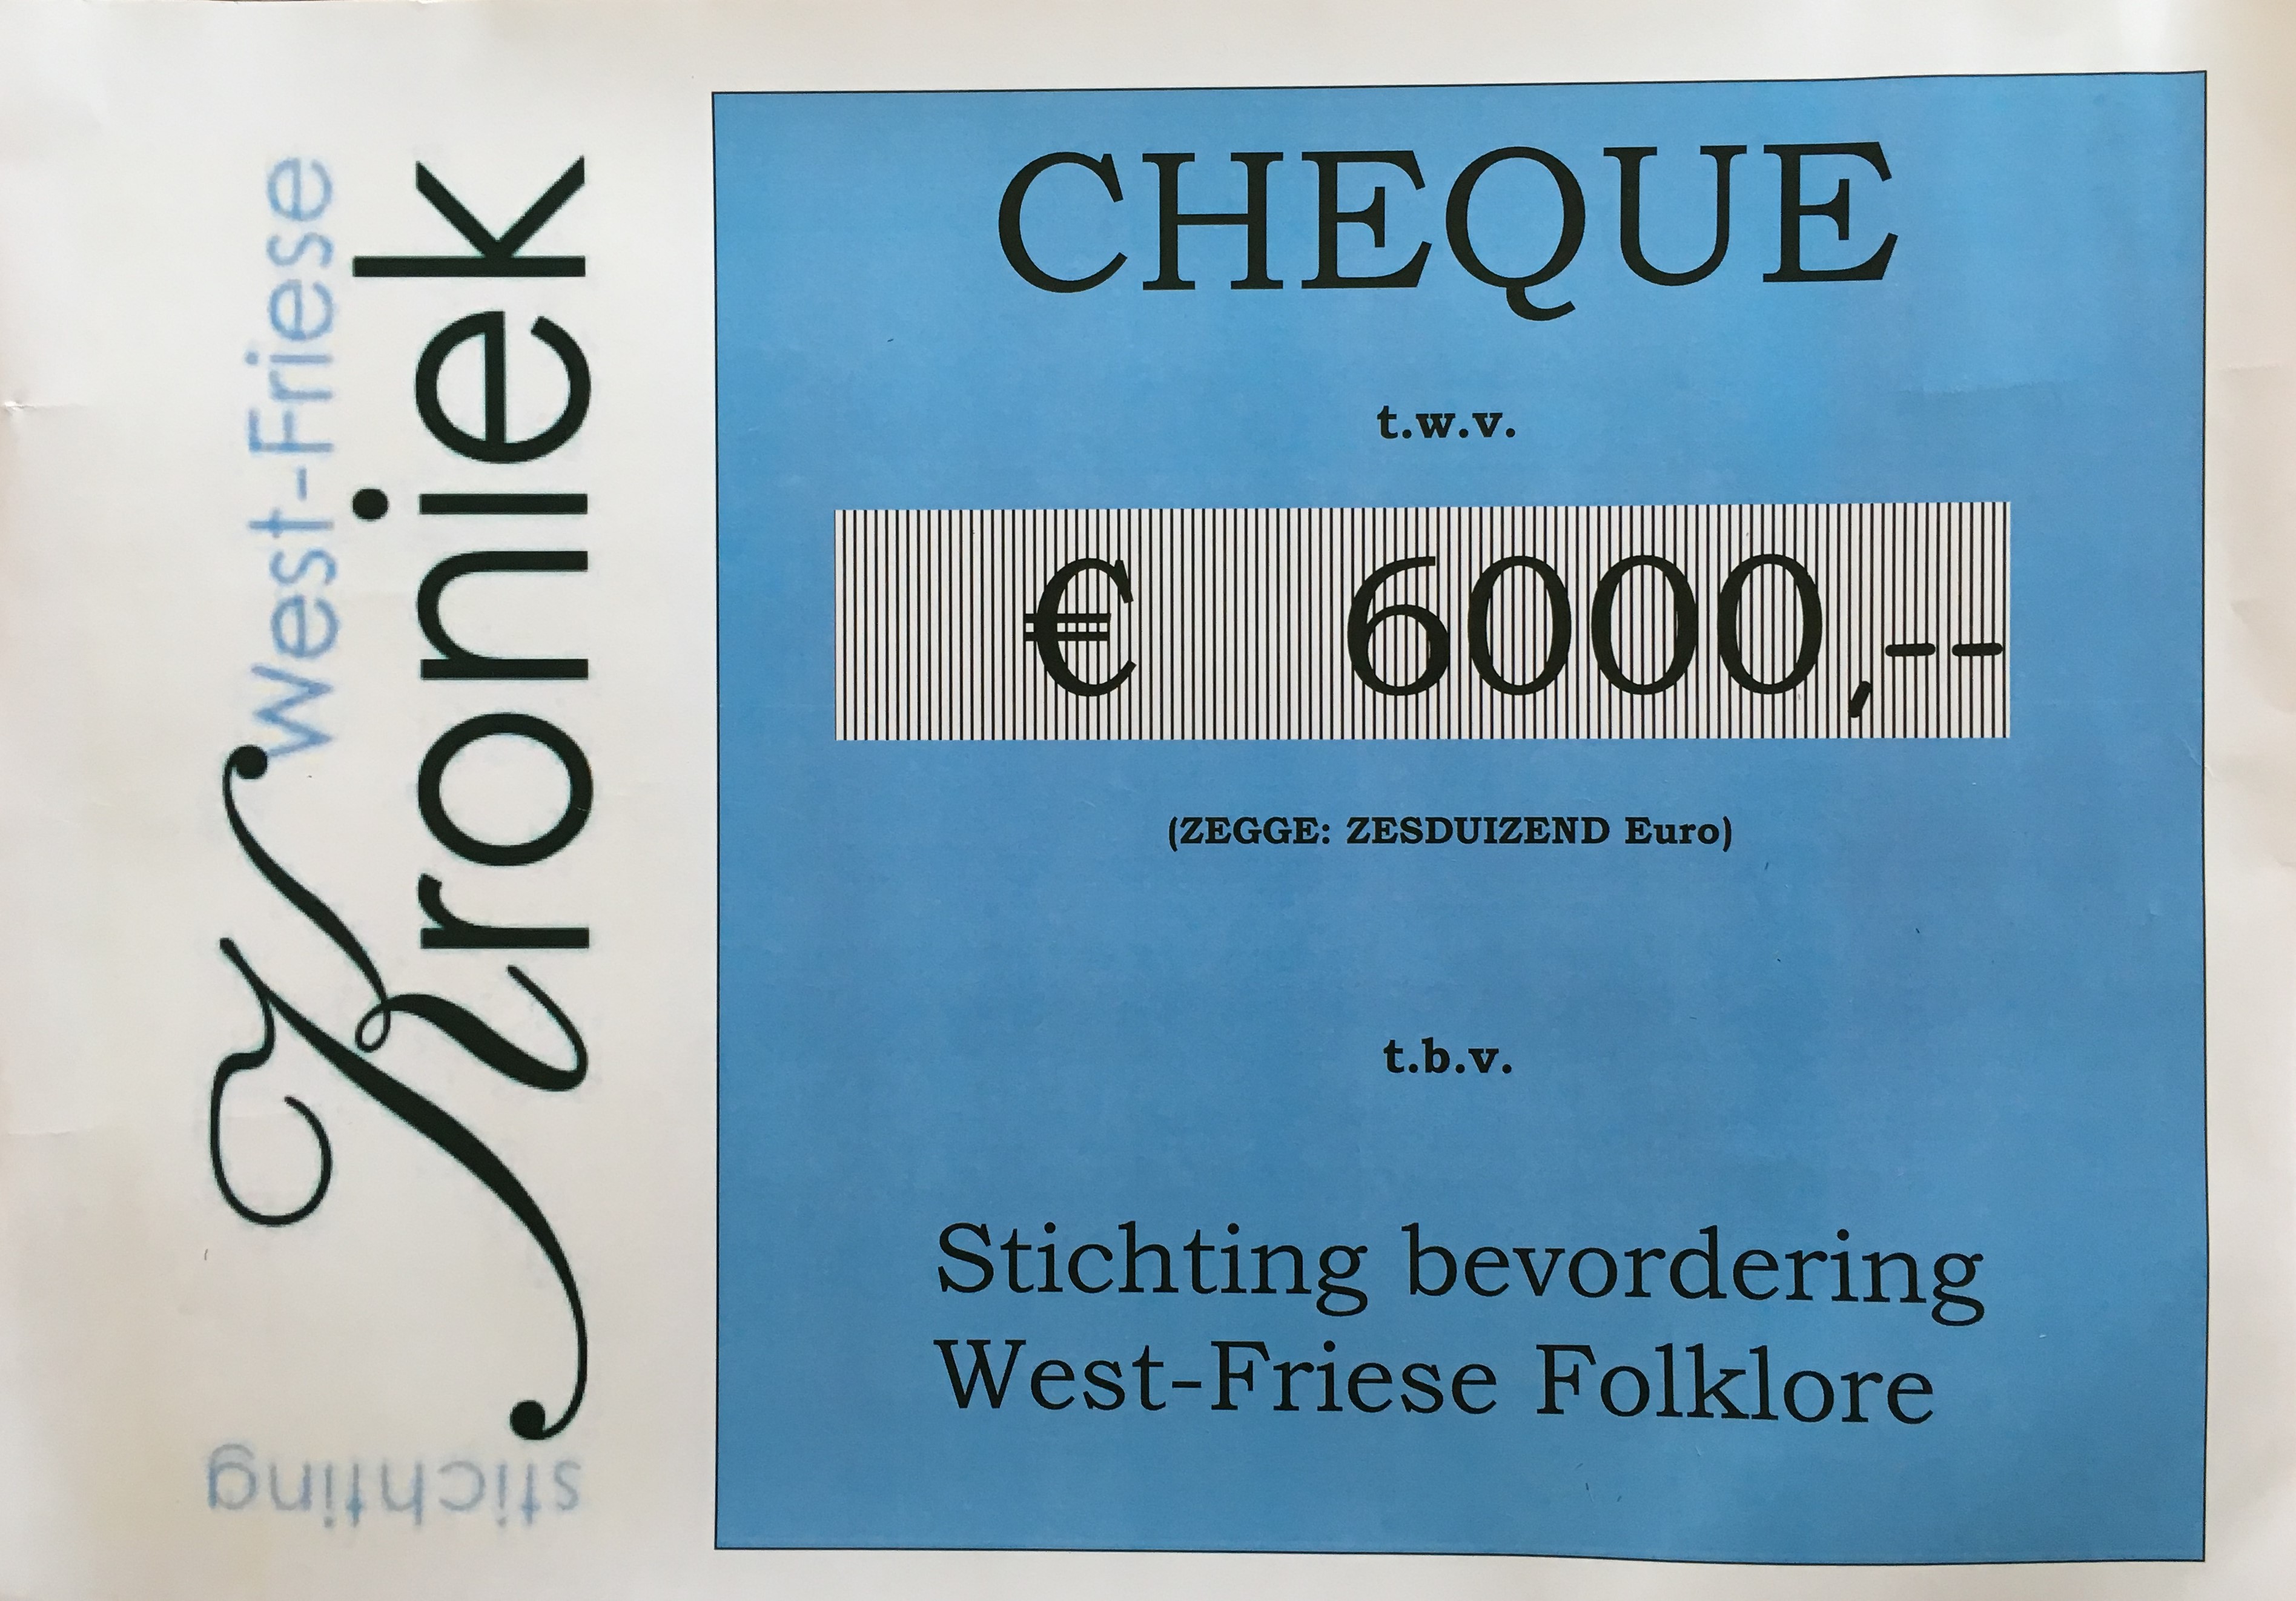 stichting
West-Friese
Kroniek
CHEQUE
t.w.v.
€ 6000,--
(ZEGGE: ZESDUIZEND Euro)
t.b.v.
Stichting bevordering
West-Friese Folklore